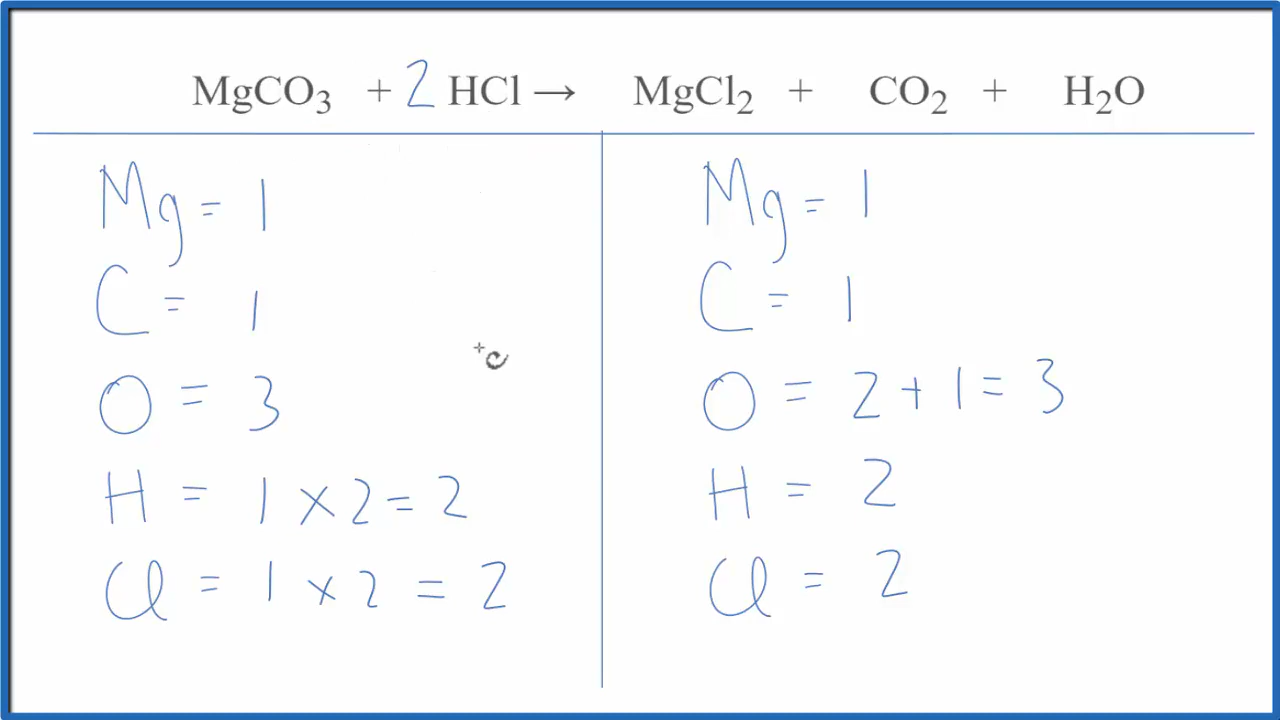 MgCO₃ + 2 HCl → MgCl₂ + CO₂ + H₂O
Mg = 1
C = 1
O = 3
H = 1 × 2 = 2
Cl = 1 × 2 = 2
Mg = 1
C = 1
O = 2 + 1 = 3
H = 2
Cl = 2